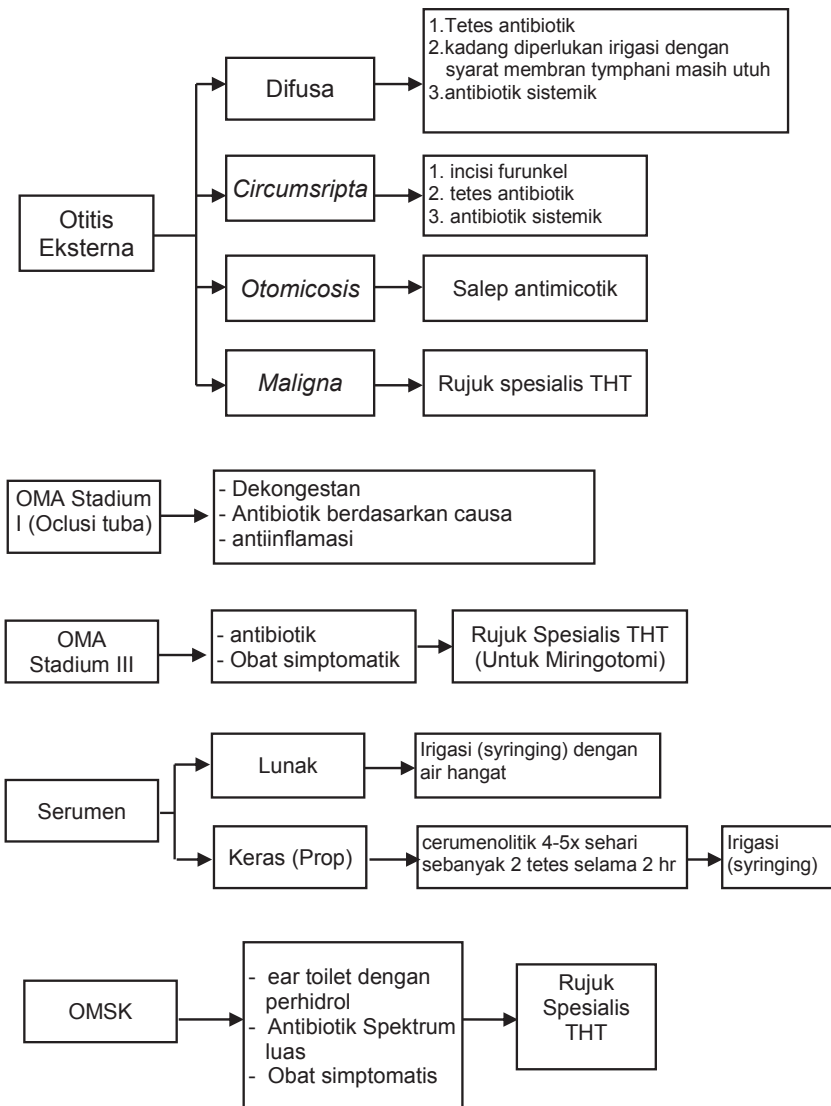 Otitis
Eksterna
Difusa
1.Tetes antibiotik
2.kadang diperlukan irigasi dengan
syarat membran tymphani masih utuh
3.antibiotik sistemik
Circumsripta
1. incisi furunkel
2. tetes antibiotik
3. antibiotik sistemik
Otomicosis
Salep antimicotik
Maligna
Rujuk spesialis THT
OMA Stadium
I (Oclusi tuba)
- Dekongestan
- Antibiotik berdasarkan causa
- antiinflamasi
OMA
Stadium III
- antibiotik
- Obat simptomatik
Rujuk Spesialis THT
(Untuk Miringotomi)
Serumen
Lunak
Irigasi (syringing) dengan
air hangat
Keras (Prop)
cerumenolitik 4-5x sehari
sebanyak 2 tetes selama 2 hr
Irigasi
(syringing)
OMSK
- ear toilet dengan
perhidrol
- Antibiotik Spektrum
luas
- Obat simptomatis
Rujuk
Spesialis
THT